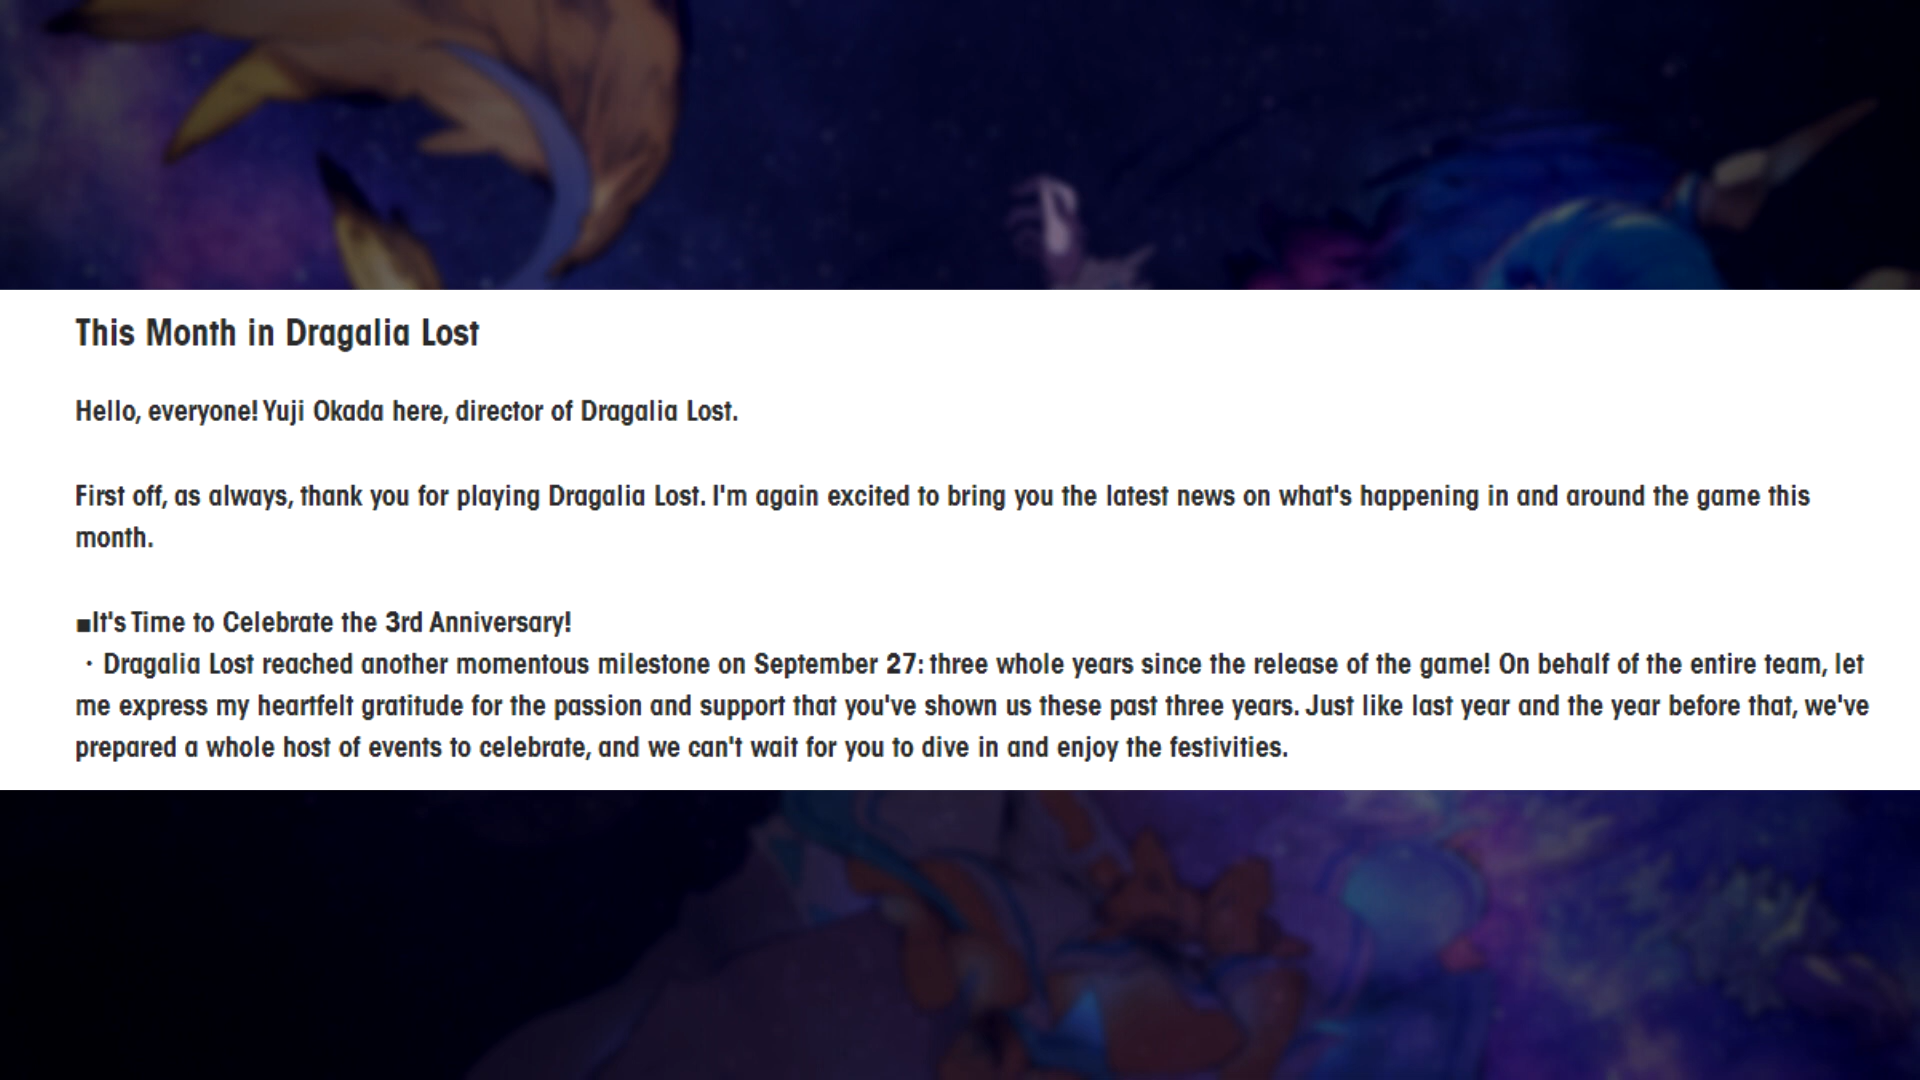 This Month in Dragalia Lost
Hello, everyone! Yuji Okada here, director of Dragalia Lost.
First off, as always, thank you for playing Dragalia Lost. I'm again excited to bring you the latest news on what's happening in and around the game this
month.
■It's Time to Celebrate the 3rd Anniversary!
・Dragalia Lost reached another momentous milestone on September 27: three whole years since the release of the game! On behalf of the entire team, let
me express my heartfelt gratitude for the passion and support that you've shown us these past three years. Just like last year and the year before that, we've
prepared a whole host of events to celebrate, and we can't wait for you to dive in and enjoy the festivities.